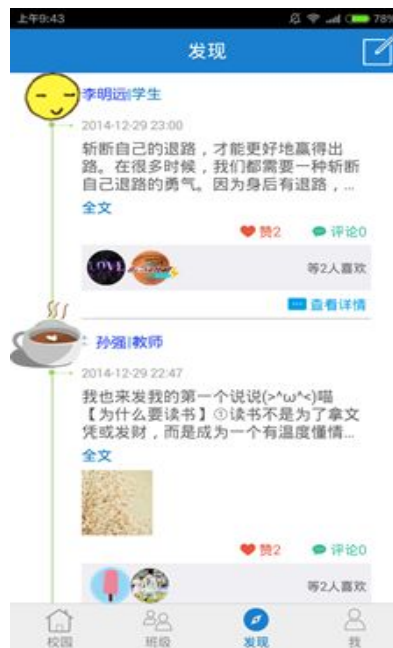 上午9:43
78%
发现
李明远|学生
2014-12-29 23:00
斩断自己的退路，才能更好地赢得出
路。在很多时候，我们都需要一种斩断
自己退路的勇气。因为身后有退路，...
全文
赞2 评论0
等2人喜欢
查看详情
孙强|教师
2014-12-29 22:47
我也来发我的第一个说说(>^ω^<)喵
【为什么要读书】①读书不是为了拿文
凭或发财，而是成为一个有温度懂情...
全文
赞2 评论0
等2人喜欢
校园 班级 发现 我